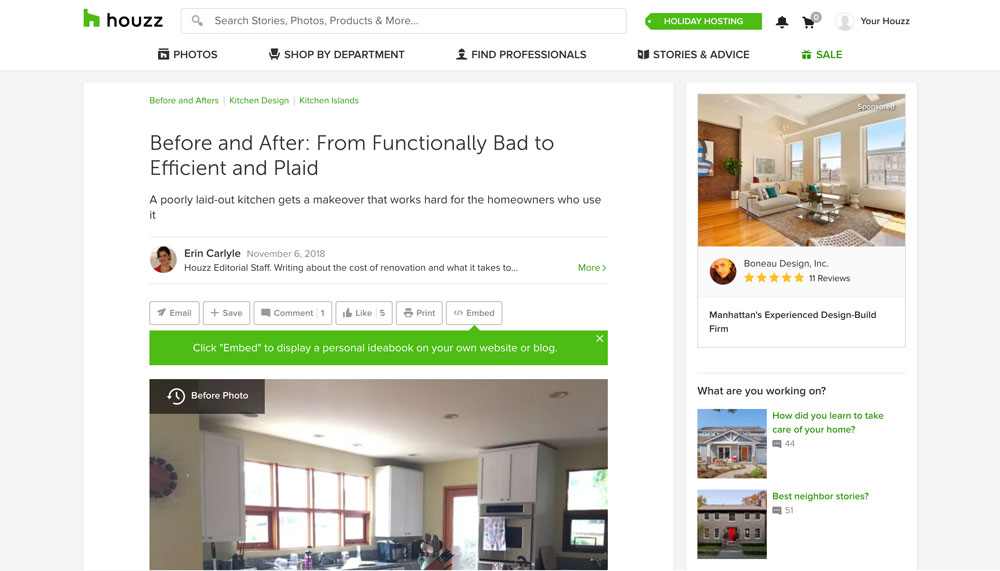 houzz
Search Stories, Photos, Products & More...
HOLIDAY HOSTING
0
Your Houzz
PHOTOS
SHOP BY DEPARTMENT
FIND PROFESSIONALS
STORIES & ADVICE
SALE
Before and Afters | Kitchen Design | Kitchen Islands
Before and After: From Functionally Bad to
Efficient and Plaid
A poorly laid-out kitchen gets a makeover that works hard for the homeowners who use
it
Erin Carlyle November 6, 2018
Houzz Editorial Staff. Writing about the cost of renovation and what it takes to...
More
Email
Save
Comment 1
Like 5
Print
Embed
Click "Embed" to display a personal ideabook on your own website or blog.
Before Photo
Sponsored
Boneau Design, Inc.
11 Reviews
Manhattan's Experienced Design-Build
Firm
What are you working on?
How did you learn to take
care of your home?
44
Best neighbor stories?
51